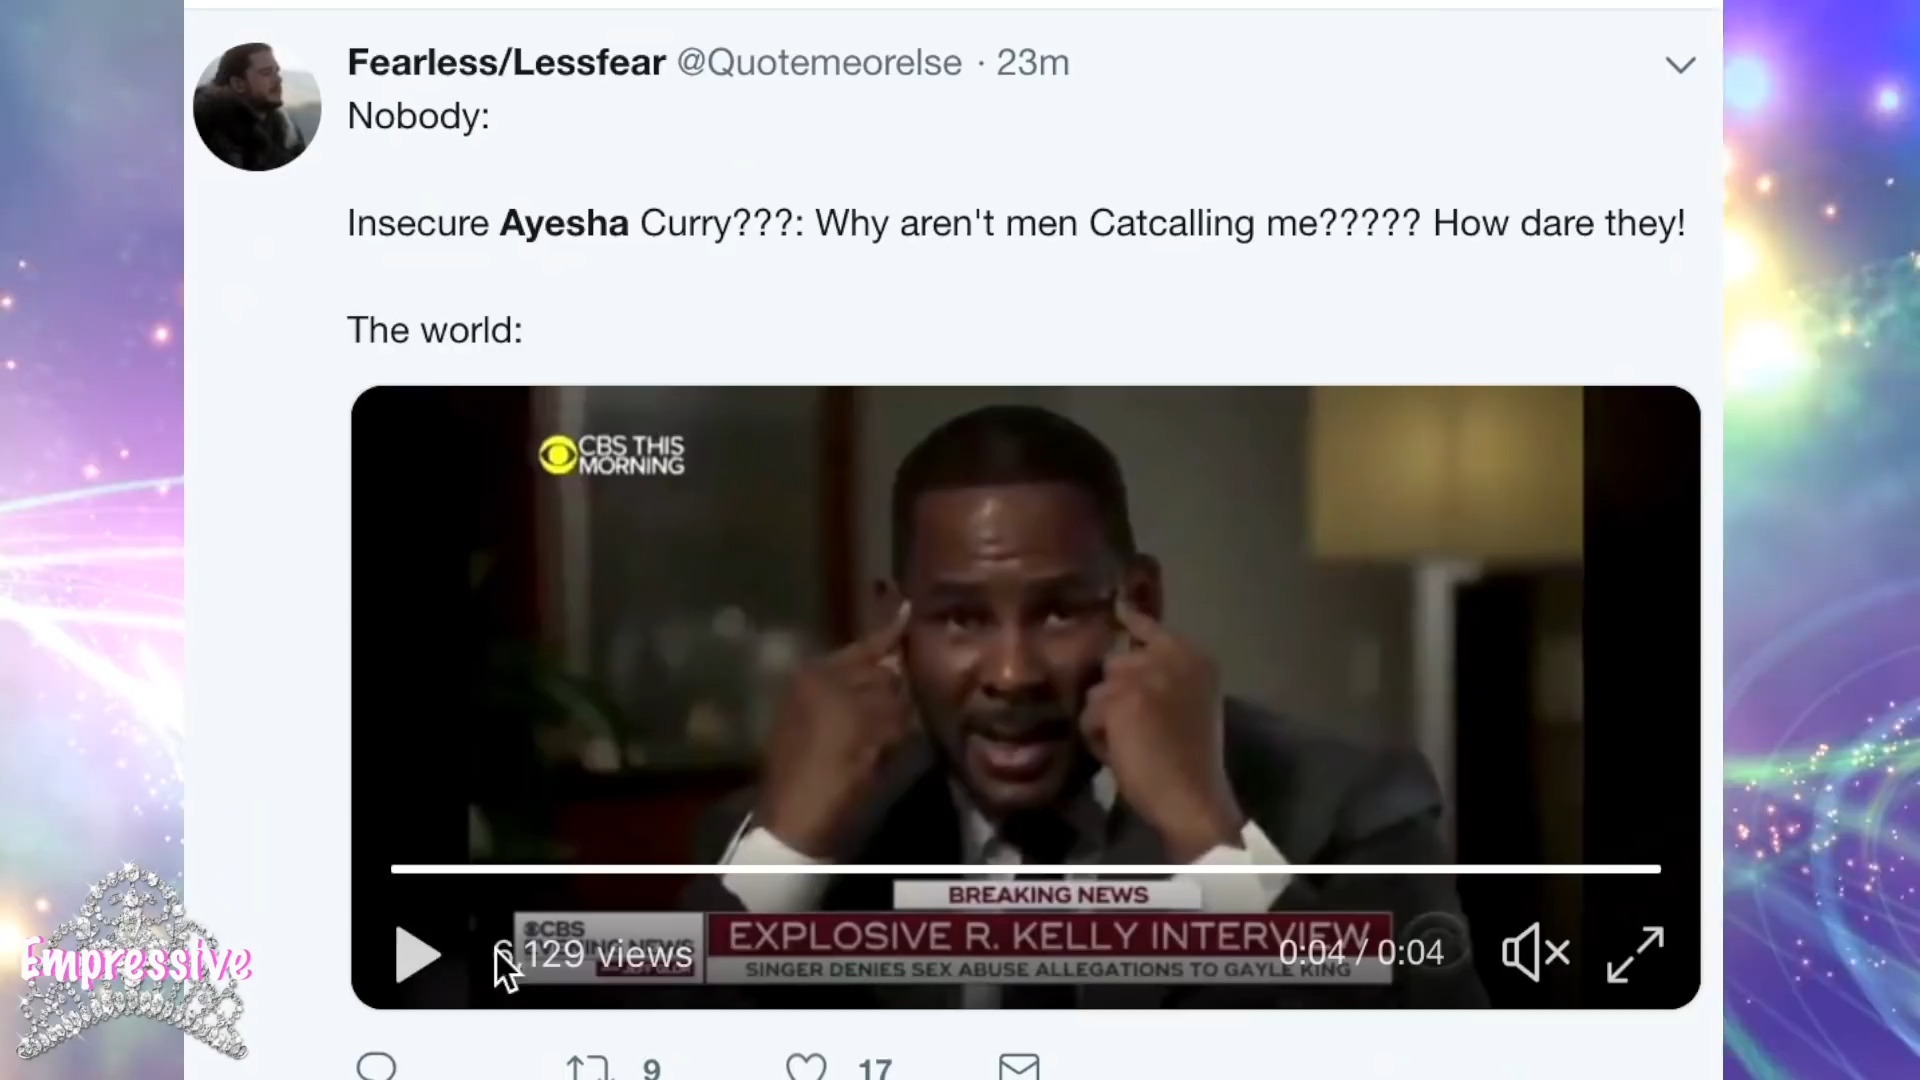 Fearless/Lessfear @Quotemeorelse · 23m
Nobody:
Insecure Ayesha Curry???: Why aren't men Catcalling me????? How dare they!
The world:
CBS THIS
MORNING
BREAKING NEWS
©CBS
EXPLOSIVE R. KELLY INTERVIEW
SINGER DENIES SEX ABUSE ALLEGATIONS TO GAYLE KING
6,129 views
0:04 / 0:04
9
17
Empressive